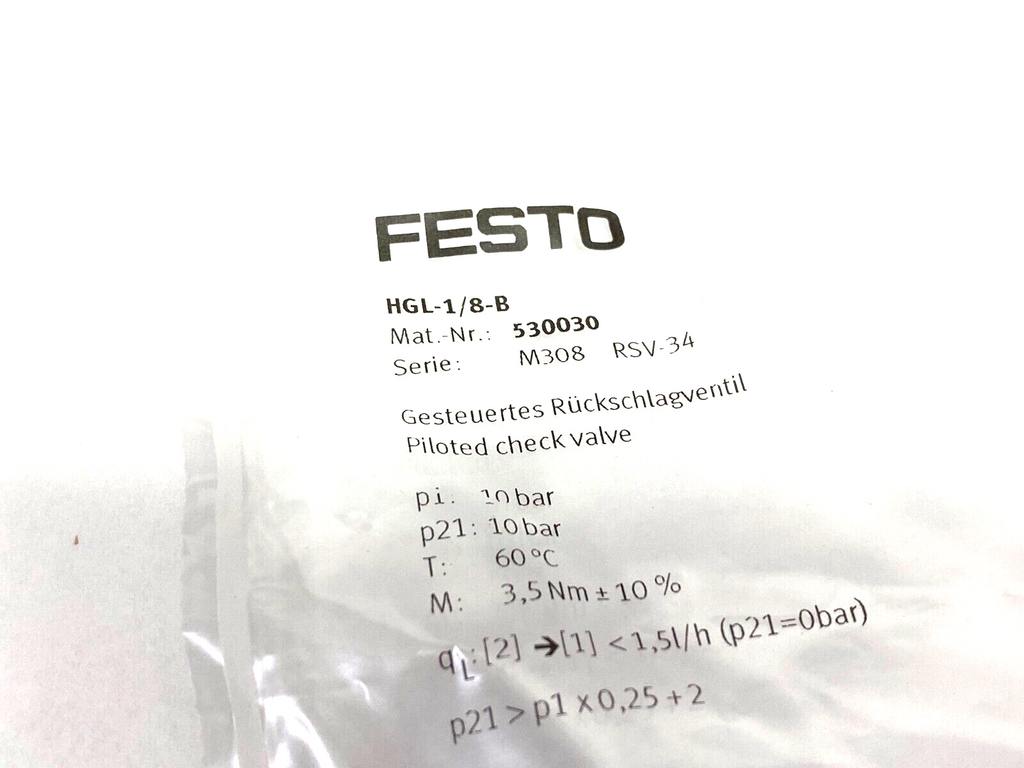 FESTO
HGL-1/8-B
Mat.-Nr.: 530030
Serie: M308 RSV-34
Gesteuertes Rückschlagventil
Piloted check valve
pi: 10 bar
p21: 10 bar
T: 60 °C
M: 3,5 Nm ± 10 %
qL: [2] ➔[1] < 1,5l/h (p21=0bar)
p21 > p1 x 0,25 + 2